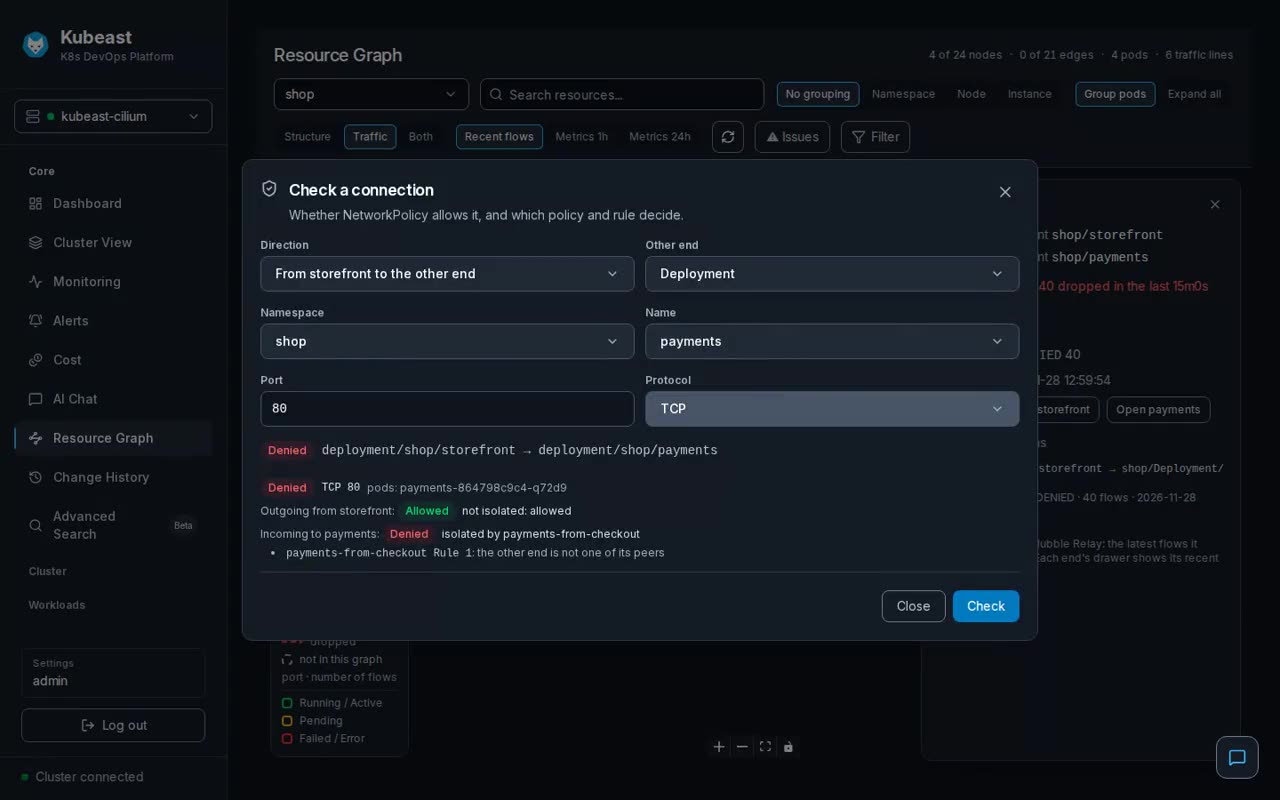 Kubeast
K8s DevOps Platform
kubeast-cilium
Core
Dashboard
Cluster View
Monitoring
Alerts
Cost
AI Chat
Resource Graph
Change History
Advanced Search Beta
Cluster
Workloads
Settings
admin
Log out
Cluster connected
Resource Graph
4 of 24 nodes · 0 of 21 edges · 4 pods · 6 traffic lines
shop
Search resources...
No grouping Namespace Node Instance Group pods Expand all
Structure Traffic Both Recent flows Metrics 1h Metrics 24h Issues Filter
Check a connection
Whether NetworkPolicy allows it, and which policy and rule decide.
Direction Other end
From storefront to the other end Deployment
Namespace Name
shop payments
Port Protocol
80 TCP
Denied deployment/shop/storefront → deployment/shop/payments
Denied TCP 80 pods: payments-864798c9c4-q72d9
Outgoing from storefront: Allowed not isolated: allowed
Incoming to payments: Denied isolated by payments-from-checkout
• payments-from-checkout Rule 1: the other end is not one of its peers
Close Check
shop/storefront
shop/payments
40 dropped in the last 15m0s
40
12:59:54
storefront Open payments
storefront → shop/Deployment/
DENIED · 40 flows · 2026-11-28
Relay: the latest flows it
Each end's drawer shows its recent
dropped
not in this graph
port · number of flows
Running / Active
Pending
Failed / Error